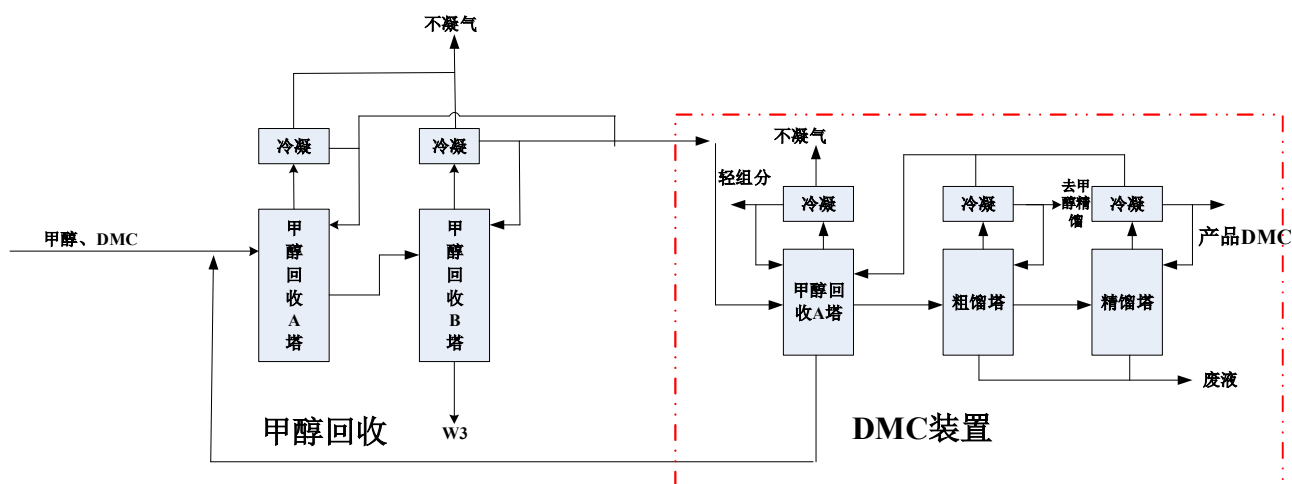 不凝气
冷凝
冷凝
甲醇、DMC
甲醇回收A塔
甲醇回收B塔
W3
甲醇回收
不凝气
轻组分
冷凝
冷凝
去甲
醇精
馏
冷凝
产品DMC
甲醇回
收A塔
粗馏塔
精馏塔
废液
DMC装置